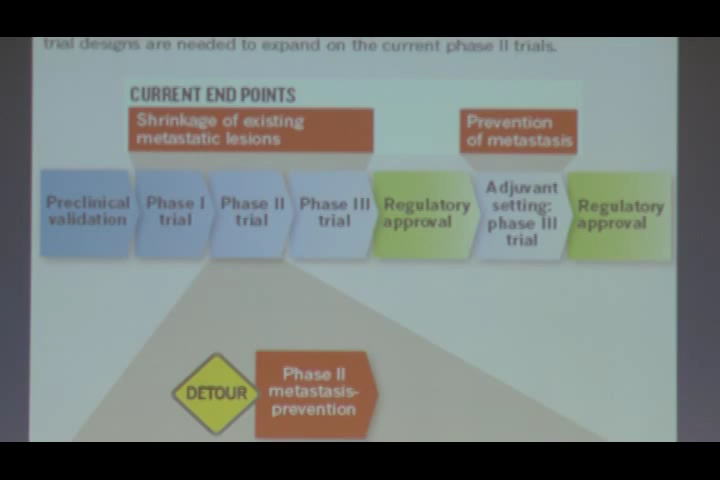 trial designs are needed to expand on the current phase II trials.
CURRENT END POINTS
Shrinkage of existing
metastatic lesions
Prevention
of metastasis
Preclinical
validation
Phase I
trial
Phase II
trial
Phase III
trial
Regulatory
approval
Adjuvant
setting:
phase III
trial
Regulatory
approval
DETOUR
Phase II
metastasis-
prevention